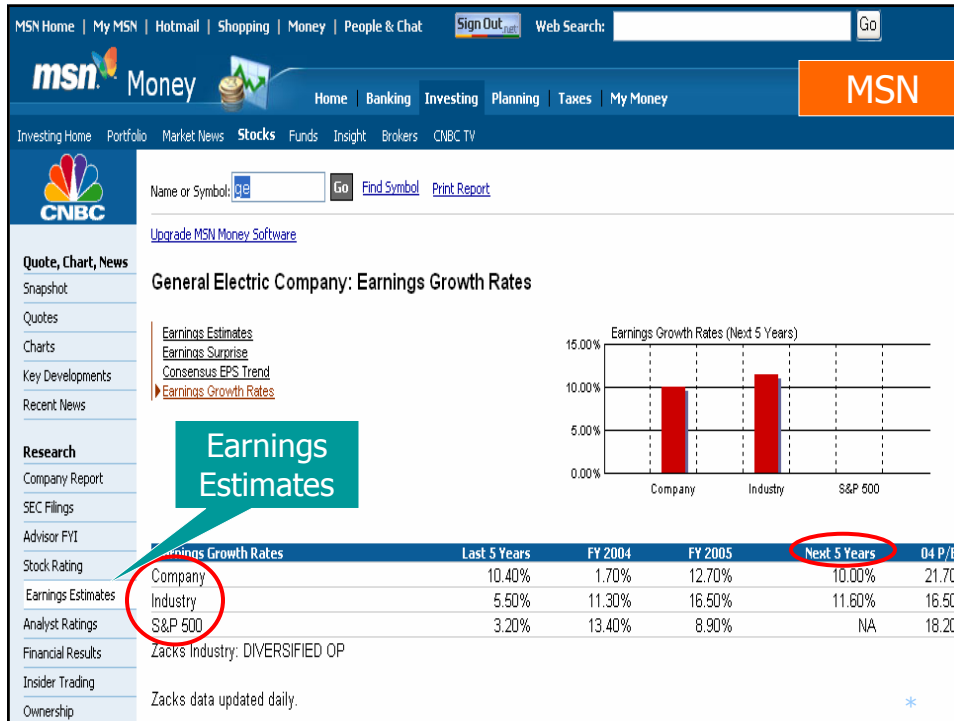 MSN Home | My MSN | Hotmail | Shopping | Money | People & Chat Sign Out .net Web Search: Go
msn. Money
Home Banking Investing Planning Taxes My Money
MSN
Investing Home Portfolio Market News Stocks Funds Insight Brokers CNBC TV
CNBC
Name or Symbol: ge Go Find Symbol Print Report
Upgrade MSN Money Software
Quote, Chart, News
Snapshot
Quotes
Charts
Key Developments
Recent News
Research
Company Report
SEC Filings
Advisor FYI
Stock Rating
Earnings Estimates
Analyst Ratings
Financial Results
Insider Trading
Ownership
General Electric Company: Earnings Growth Rates
Earnings Estimates
Earnings Surprise
Consensus EPS Trend
Earnings Growth Rates
Earnings Growth Rates (Next 5 Years)
15.00%
10.00%
5.00%
0.00%
Company Industry S&P 500
Earnings
Estimates
Earnings Growth Rates Last 5 Years FY 2004 FY 2005 Next 5 Years 04 P/E
Company 10.40% 1.70% 12.70% 10.00% 21.70
Industry 5.50% 11.30% 16.50% 11.60% 16.50
S&P 500 3.20% 13.40% 8.90% NA 18.20
Zacks Industry: DIVERSIFIED OP
Zacks data updated daily.
*